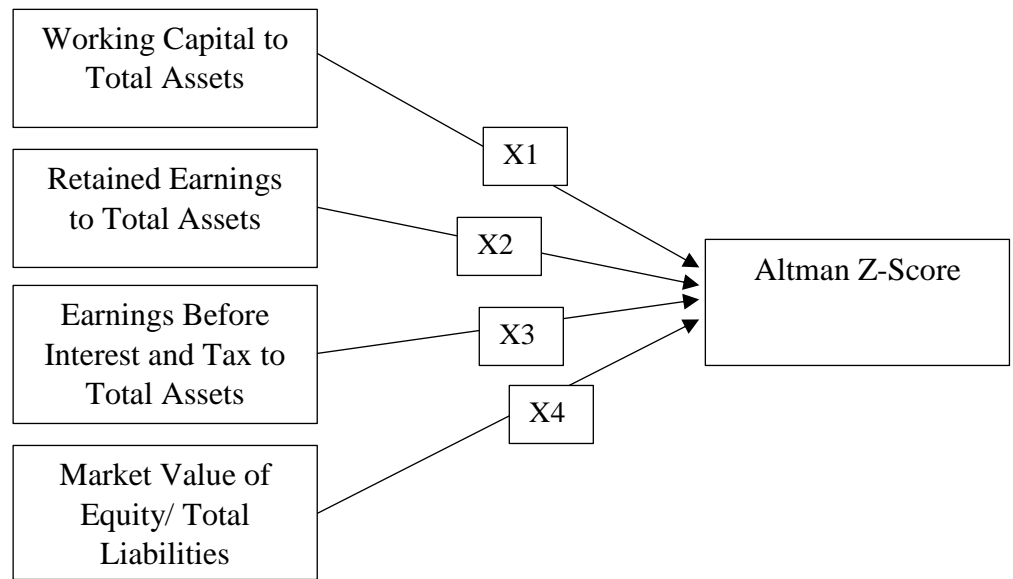 Working Capital to
Total Assets
X1
Retained Earnings
to Total Assets
X2
Altman Z-Score
Earnings Before
Interest and Tax to
Total Assets
X3
X4
Market Value of
Equity/ Total
Liabilities